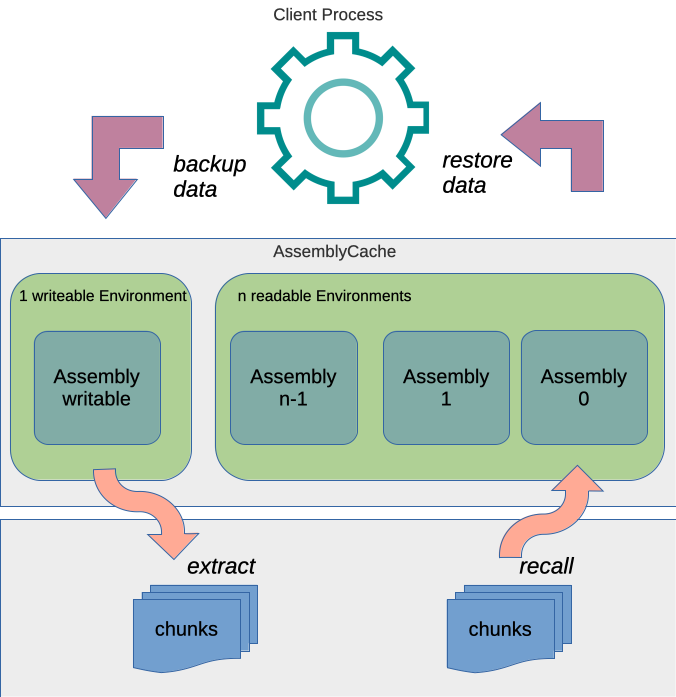 Client Process
backup
data
restore
data
AssemblyCache
1 writeable Environment
n readable Environments
Assembly
writable
Assembly
n-1
Assembly
1
Assembly
0
extract
recall
chunks
chunks